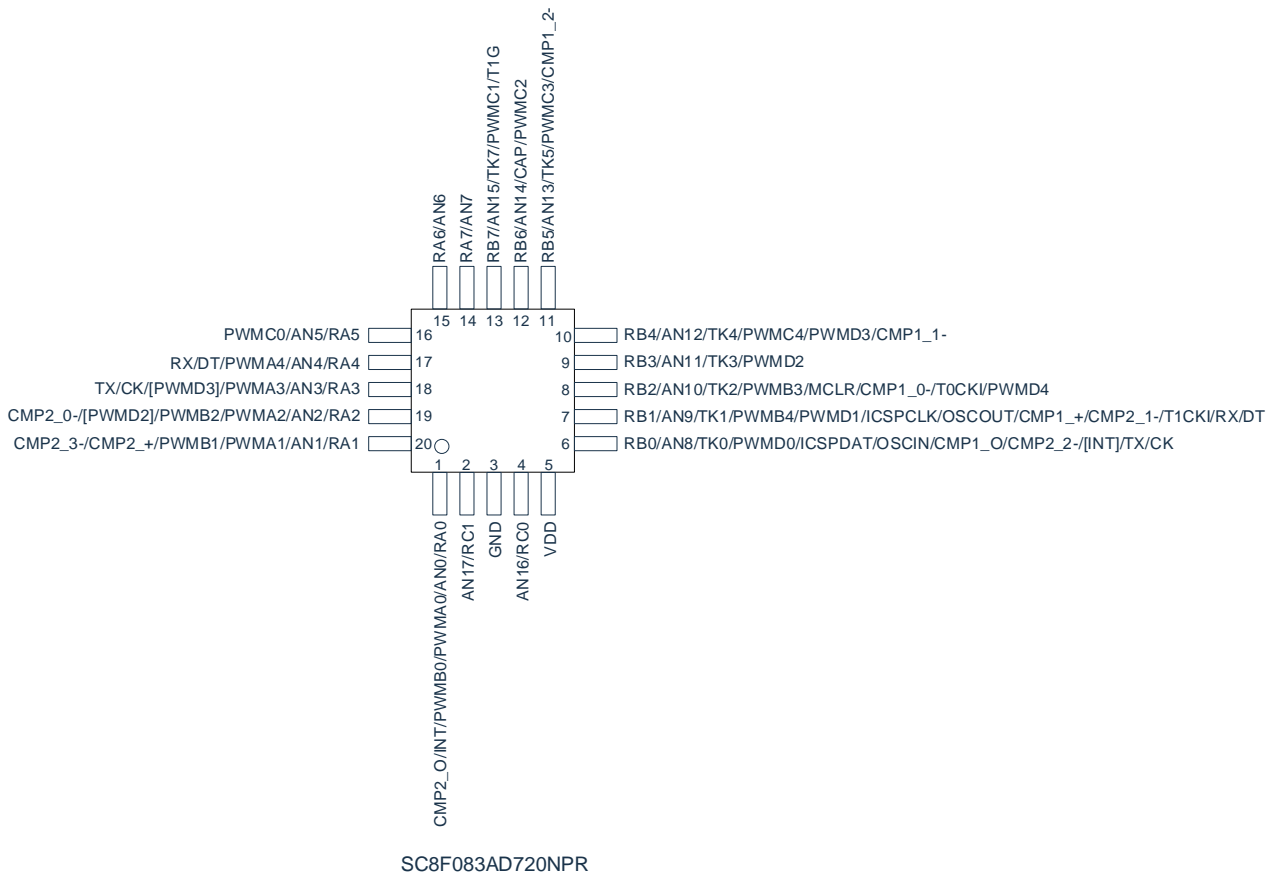 RA6/AN6
RA7/AN7
RB7/AN15/TK7/PWMC1/T1G
RB6/AN14/CAP/PWMC2
RB5/AN13/TK5/PWMC3/CMP1_2-
15 14 13 12 11
PWMC0/AN5/RA5 16
10 RB4/AN12/TK4/PWMC4/PWMD3/CMP1_1-
RX/DT/PWMA4/AN4/RA4 17
9 RB3/AN11/TK3/PWMD2
TX/CK/[PWMD3]/PWMA3/AN3/RA3 18
8 RB2/AN10/TK2/PWMB3/MCLR/CMP1_0-/T0CKI/PWMD4
CMP2_0-/[PWMD2]/PWMB2/PWMA2/AN2/RA2 19
7 RB1/AN9/TK1/PWMB4/PWMD1/ICSPCLK/OSCOUT/CMP1_+/CMP2_1-/T1CKI/RX/DT
CMP2_3-/CMP2_+/PWMB1/PWMA1/AN1/RA1 20
6 RB0/AN8/TK0/PWMD0/ICSPDAT/OSCIN/CMP1_O/CMP2_2-/[INT]/TX/CK
1 2 3 4 5
CMP2_O/INT/PWMB0/PWMA0/AN0/RA0
AN17/RC1
GND
AN16/RC0
VDD
SC8F083AD720NPR